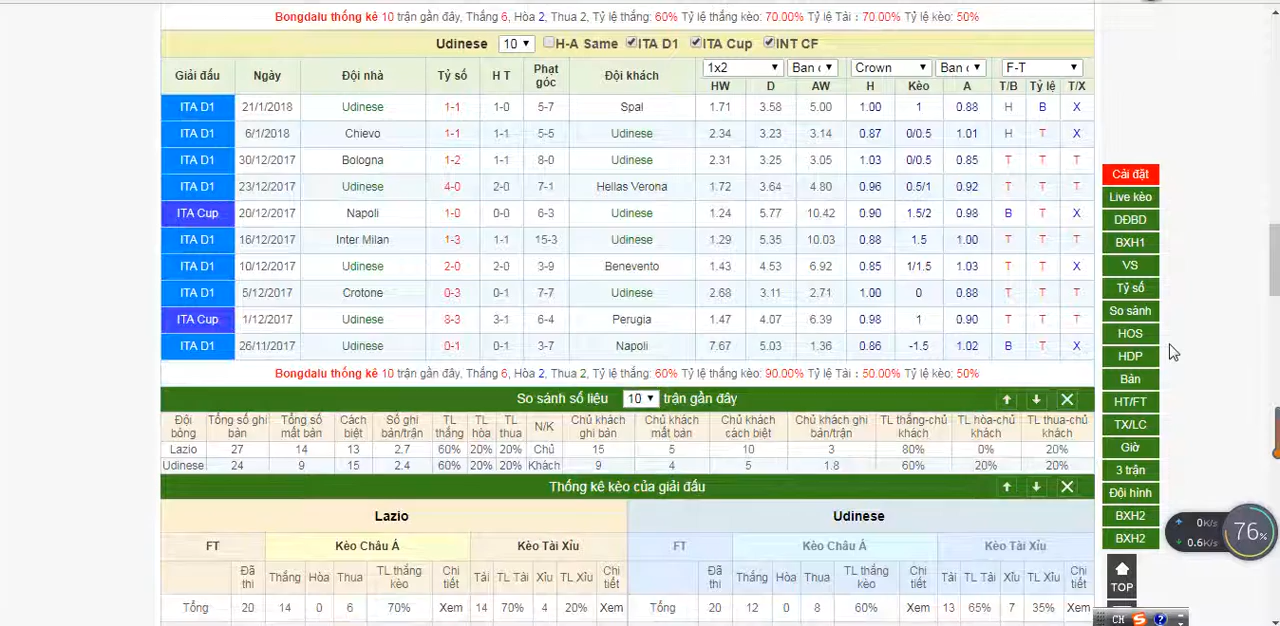 Bongdalu thống kê 10 trận gần đây, Thắng 6, Hòa 2, Thua 2, Tỷ lệ thắng: 60% Tỷ lệ thắng kèo: 70.00% Tỷ lệ Tài : 70.00% Tỷ lệ kèo: 50%
Udinese 10 H-A Same ITA D1 ITA Cup INT CF
Giải đấu Ngày Đội nhà Tỷ số H T Phạt góc Đội khách 1x2 Ban c Crown Ban c F-T
HW D AW H Kèo A T/B Tỷ lệ T/X
ITA D1 21/1/2018 Udinese 1-1 1-0 5-7 Spal 1.71 3.58 5.00 1.00 1 0.88 H B X
ITA D1 6/1/2018 Chievo 1-1 1-1 5-5 Udinese 2.34 3.23 3.14 0.87 0/0.5 1.01 H T X
ITA D1 30/12/2017 Bologna 1-2 1-1 8-0 Udinese 2.31 3.25 3.05 1.03 0/0.5 0.85 T T T
ITA D1 23/12/2017 Udinese 4-0 2-0 7-1 Hellas Verona 1.72 3.64 4.80 0.96 0.5/1 0.92 T T T
ITA Cup 20/12/2017 Napoli 1-0 0-0 6-3 Udinese 1.24 5.77 10.42 0.90 1.5/2 0.98 B T X
ITA D1 16/12/2017 Inter Milan 1-3 1-1 15-3 Udinese 1.29 5.35 10.03 0.88 1.5 1.00 T T T
ITA D1 10/12/2017 Udinese 2-0 2-0 3-9 Benevento 1.43 4.53 6.92 0.85 1/1.5 1.03 T T X
ITA D1 5/12/2017 Crotone 0-3 0-1 7-7 Udinese 2.68 3.11 2.71 1.00 0 0.88 T T T
ITA Cup 1/12/2017 Udinese 8-3 3-1 6-4 Perugia 1.47 4.07 6.39 0.98 1 0.90 T T T
ITA D1 26/11/2017 Udinese 0-1 0-1 3-7 Napoli 7.67 5.03 1.36 0.86 -1.5 1.02 B T X
Bongdalu thống kê 10 trận gần đây, Thắng 6, Hòa 2, Thua 2, Tỷ lệ thắng: 60% Tỷ lệ thắng kèo: 90.00% Tỷ lệ Tài : 50.00% Tỷ lệ kèo: 50%
So sánh số liệu 10 trận gần đây
Đội bóng Tổng số ghi bàn Tổng số mất bàn Cách biệt Số ghi bàn/trận TL thắng TL hòa TL thua N/K Chủ khách ghi bàn Chủ khách mất bàn Chủ khách cách biệt Chủ khách ghi bàn/trận TL thắng-chủ khách TL hòa-chủ khách TL thua-chủ khách
Lazio 27 14 13 2.7 60% 20% 20% Chủ 15 5 10 3 80% 0% 20%
Udinese 24 9 15 2.4 60% 20% 20% Khách 9 4 5 1.8 60% 20% 20%
Thống kê kèo của giải đấu
Lazio Udinese
FT Kèo Châu Á Kèo Tài Xỉu FT Kèo Châu Á Kèo Tài Xỉu
Đã thi Thắng Hòa Thua TL thắng kèo Chi tiết Tài TL Tài Xỉu TL Xỉu Chi tiết Đã thi Thắng Hòa Thua TL thắng kèo Chi tiết Tài TL Tài Xỉu TL Xỉu Chi tiết
Tổng 20 14 0 6 70% Xem 14 70% 4 20% Xem Tổng 20 12 0 8 60% Xem 13 65% 7 35% Xem
Cài đặt
Live kèo
DĐBD
BXH1
VS
Tỷ số
So sánh
HOS
HDP
Bàn
HT/FT
TX/LC
Giờ
3 trận
Đội hình
BXH2
BXH2
TOP
0K/s
0.6K/s
76%
CH